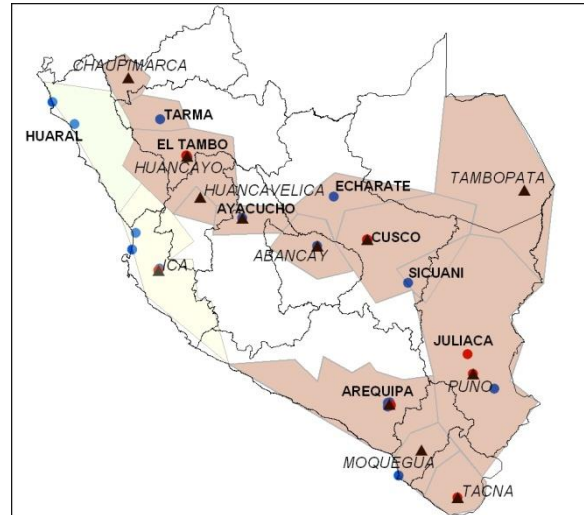 CHAUPIMARCA
TARMA
HUARAL
EL TAMBO
HUANCAYO
HUANCAVELICA
ECHARATE
TAMBOPATA
AYACUCHO
CUSCO
ABANCAY
ICA
SICUANI
JULIACA
PUNO
AREQUIPA
MOQUEGUA
TACNA